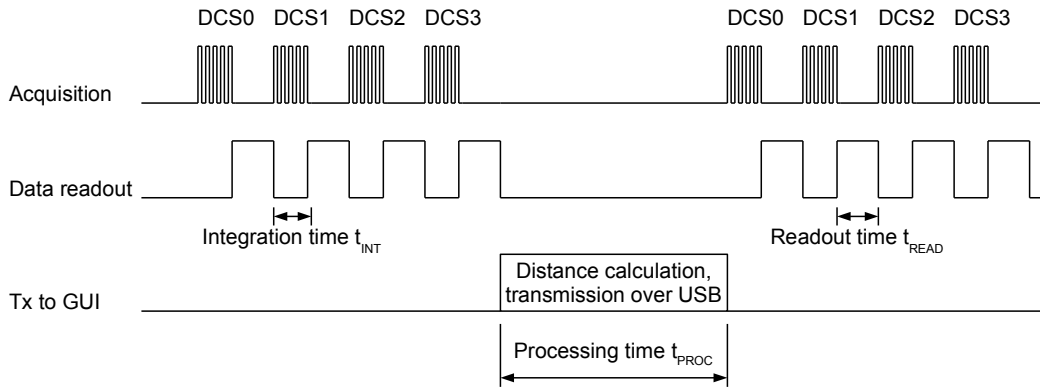 DCS0 DCS1 DCS2 DCS3 DCS0 DCS1 DCS2 DCS3
Acquisition
Data readout
Integration time tINT
Readout time tREAD
Distance calculation,
transmission over USB
Tx to GUI
Processing time tPROC